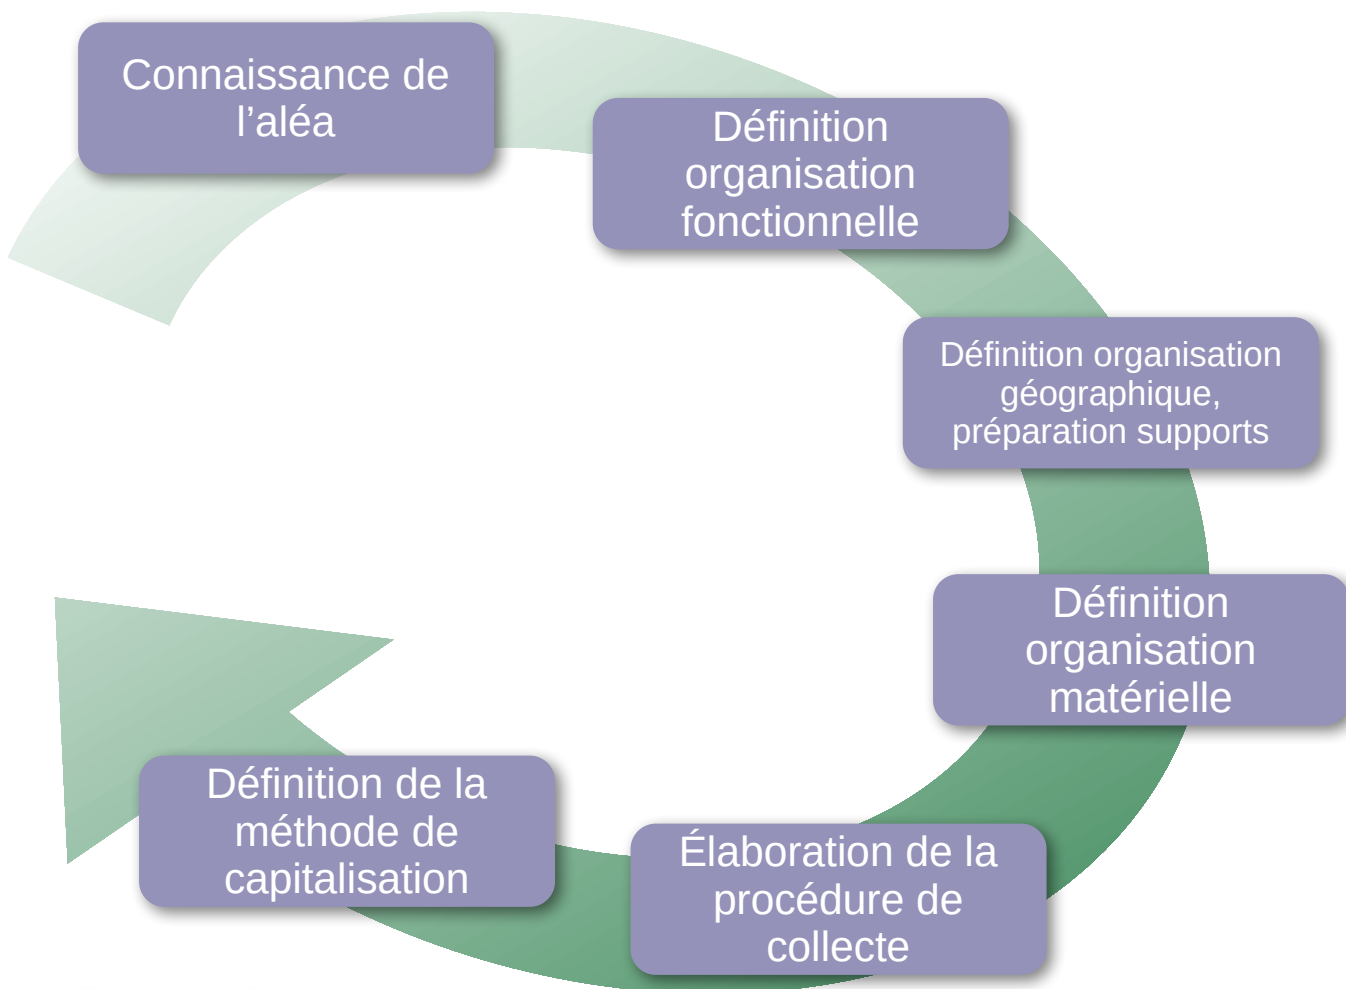 Connaissance de
l’aléa
Définition
organisation
fonctionnelle
Définition organisation
géographique,
préparation supports
Définition
organisation
matérielle
Élaboration de la
procédure de
collecte
Définition de la
méthode de
capitalisation